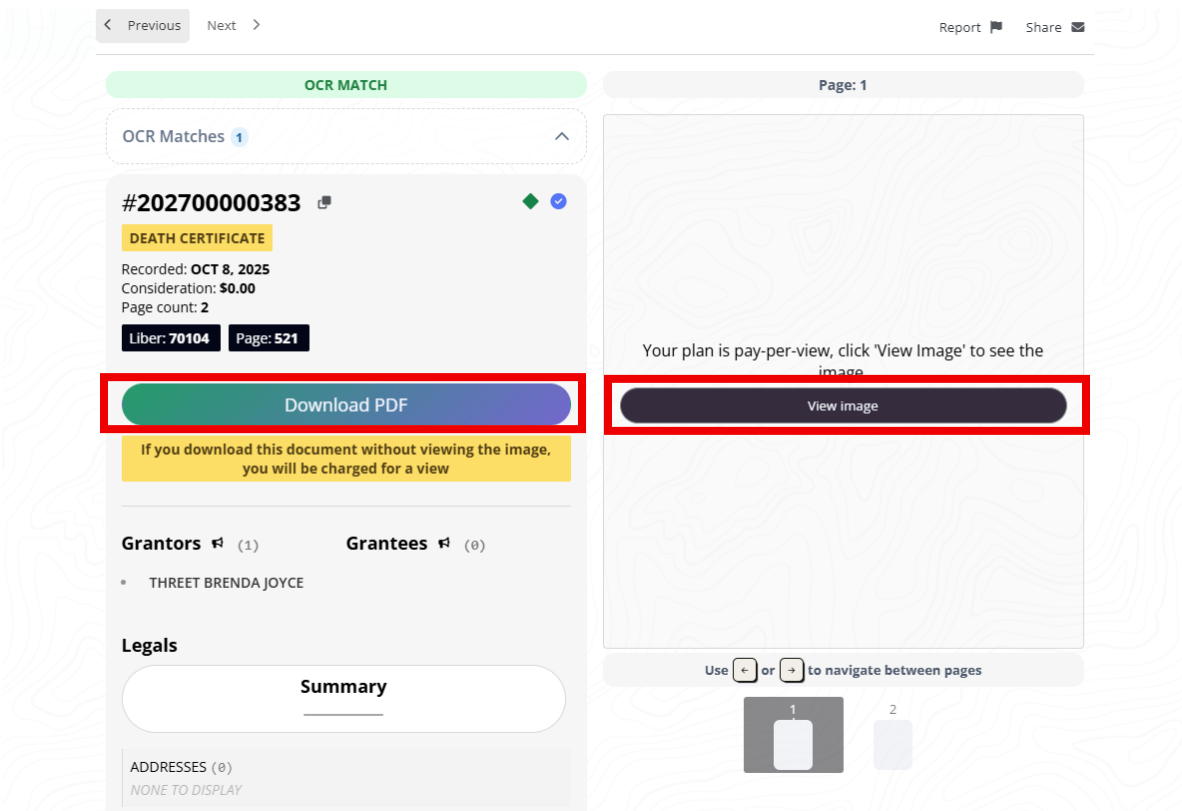 Previous Next
Report Share
OCR MATCH
OCR Matches 1
#202700000383
DEATH CERTIFICATE
Recorded: OCT 8, 2025
Consideration: $0.00
Page count: 2
Liber: 70104 Page: 521
Download PDF
If you download this document without viewing the image,
you will be charged for a view
Grantors (1) Grantees (0)
THREET BRENDA JOYCE
Legals
Summary
ADDRESSES (0)
NONE TO DISPLAY
Page: 1
Your plan is pay-per-view, click 'View Image' to see the
image
View image
Use ← or → to navigate between pages
1 2